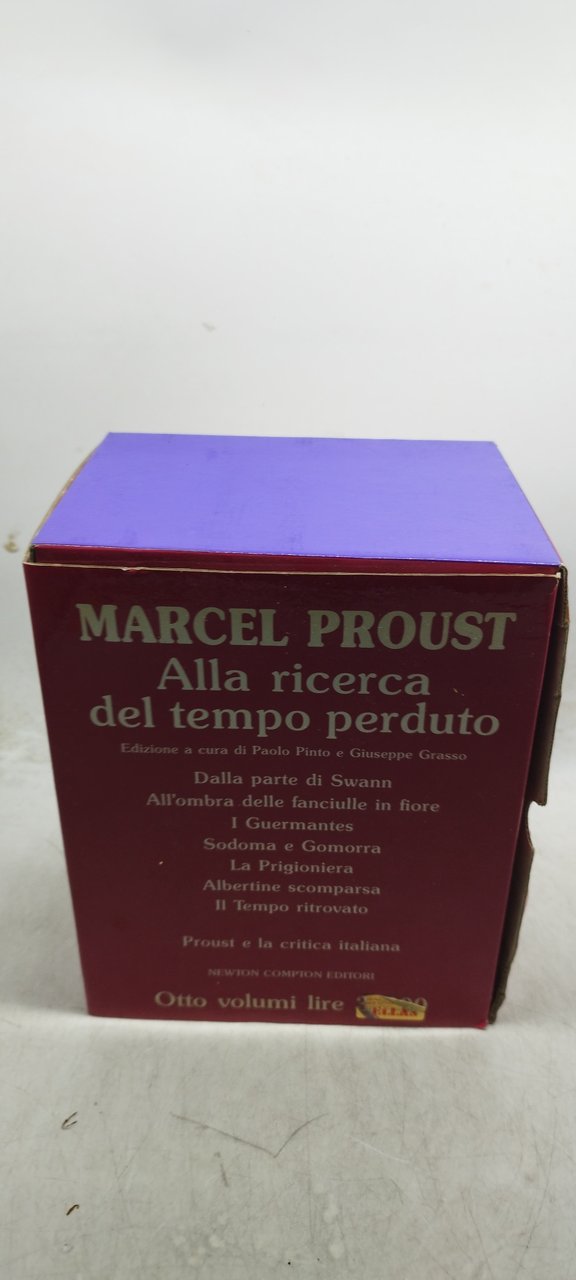 MARCEL PROUST
Alla ricerca
del tempo perduto
Edizione a cura di Paolo Pinto e Giuseppe Grasso
Dalla parte di Swann
All'ombra delle fanciulle in fiore
I Guermantes
Sodoma e Gomorra
La Prigioniera
Albertine scomparsa
Il Tempo ritrovato
Proust e la critica italiana
NEWTON COMPTON EDITORI
Otto volumi lire